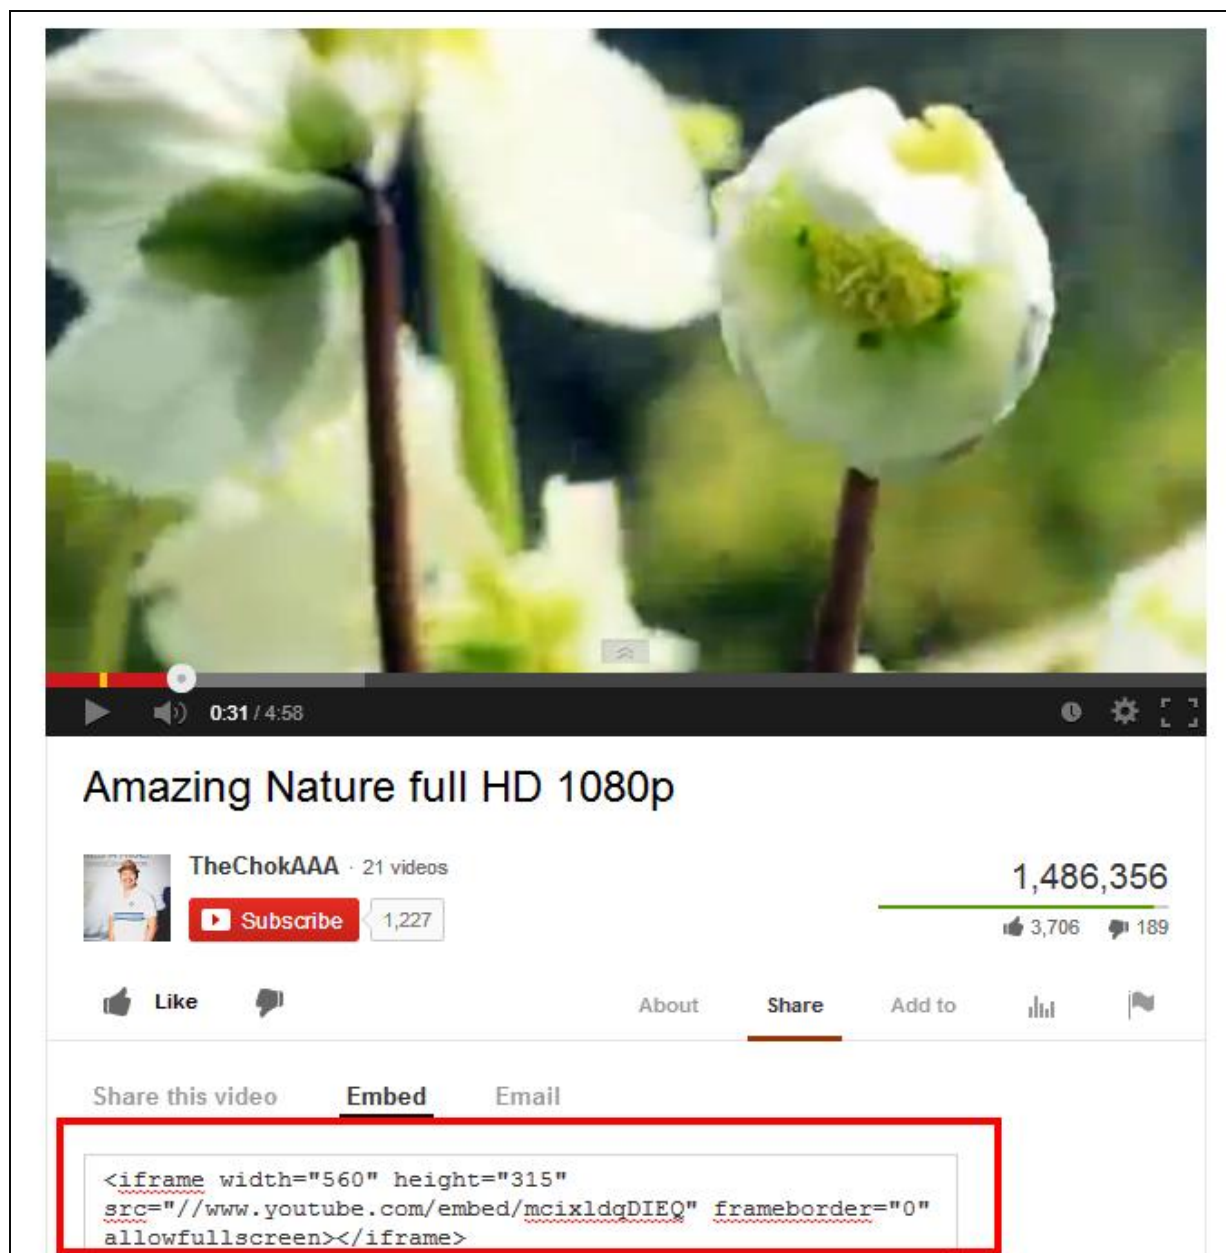 0:31 / 4:58
Amazing Nature full HD 1080p
TheChokAAA · 21 videos
1,486,356
Subscribe 1,227
3,706 189
Like About Share Add to
Share this video Embed Email
<iframe width="560" height="315"
src="//www.youtube.com/embed/mcixldqDIEQ" frameborder="0"
allowfullscreen></iframe>